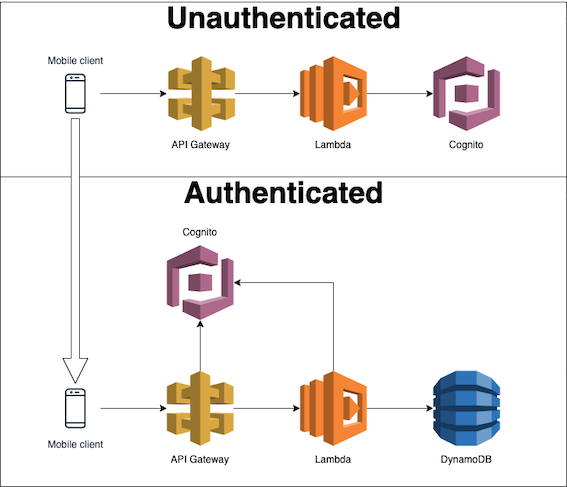 Unauthenticated
Mobile client
API Gateway
Lambda
Cognito
Authenticated
Cognito
Mobile client
API Gateway
Lambda
DynamoDB